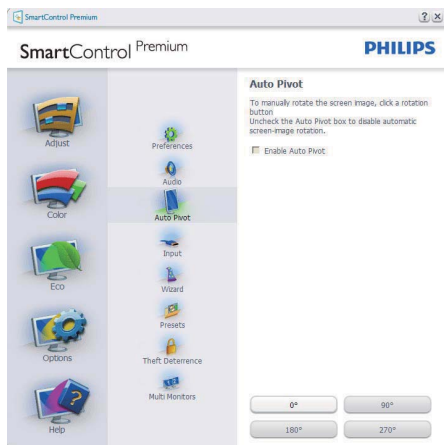 SmartControl Premium
? x
SmartControl Premium
PHILIPS
Adjust
Color
Eco
Options
Help
Preferences
Audio
Auto Pivot
Input
Wizard
Presets
Theft Deterrence
Multi Monitors
Auto Pivot
To manually rotate the screen image, click a rotation
button
Uncheck the Auto Pivot box to disable automatic
screen-image rotation.
Enable Auto Pivot
0° 90°
180° 270°